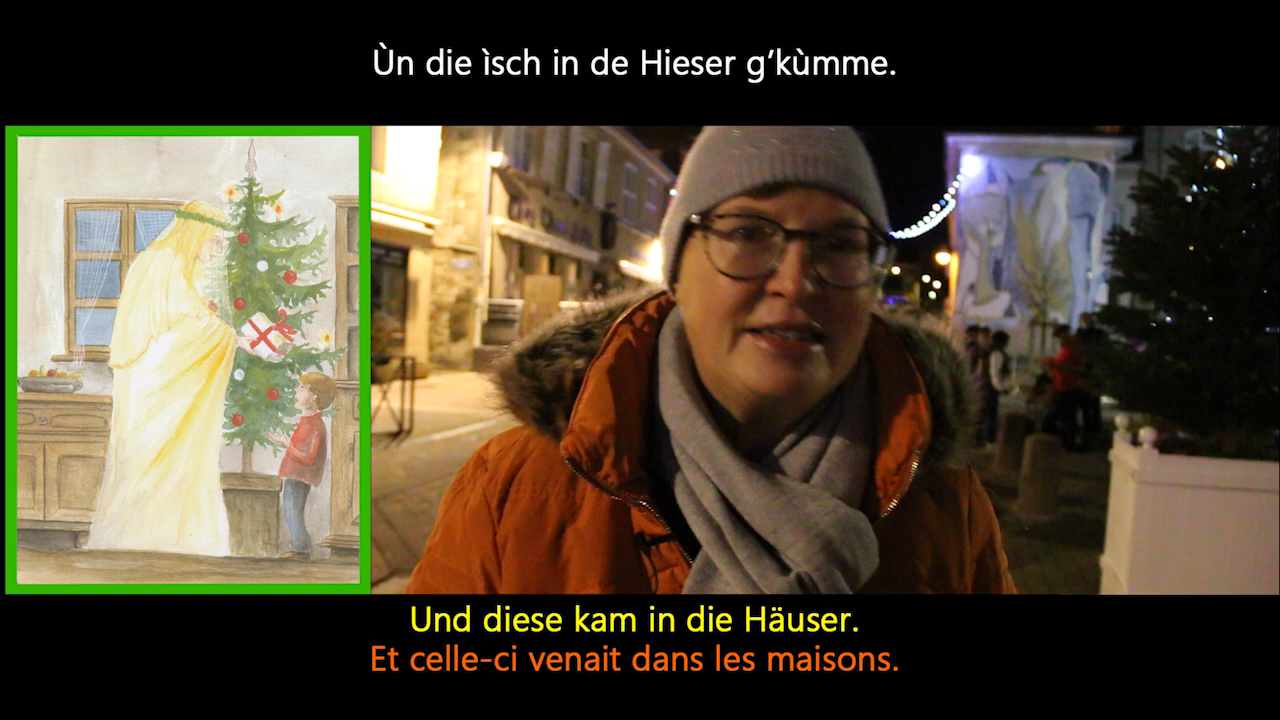 Ùn die ìsch in de Hieser g’kùmme.
Und diese kam in die Häuser.
Et celle-ci venait dans les maisons.